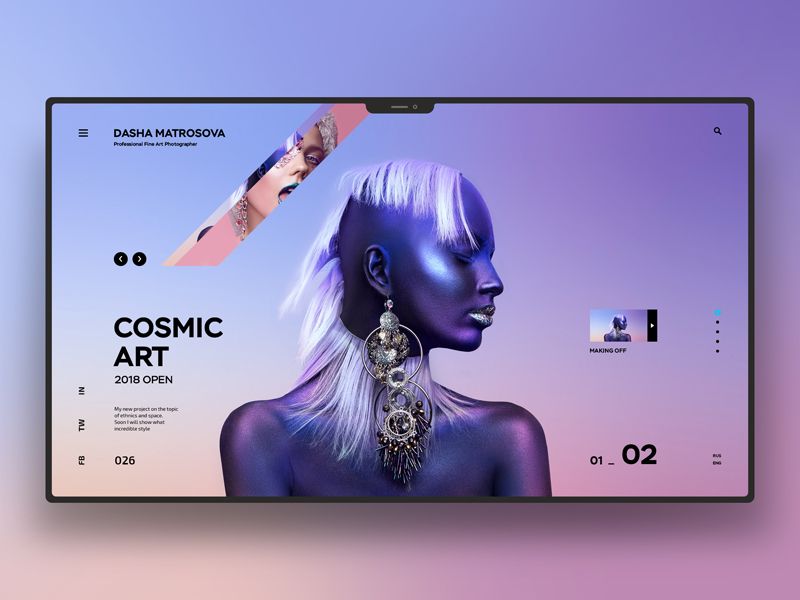 DASHA MATROSOVA
Professional Fine Art Photographer
COSMIC
ART
2018 OPEN
My new project on the topic
of ethnics and space.
Soon I will show what
incredible style
026
IN
TW
FB
MAKING OFF
01 _ 02
RUS
ENG